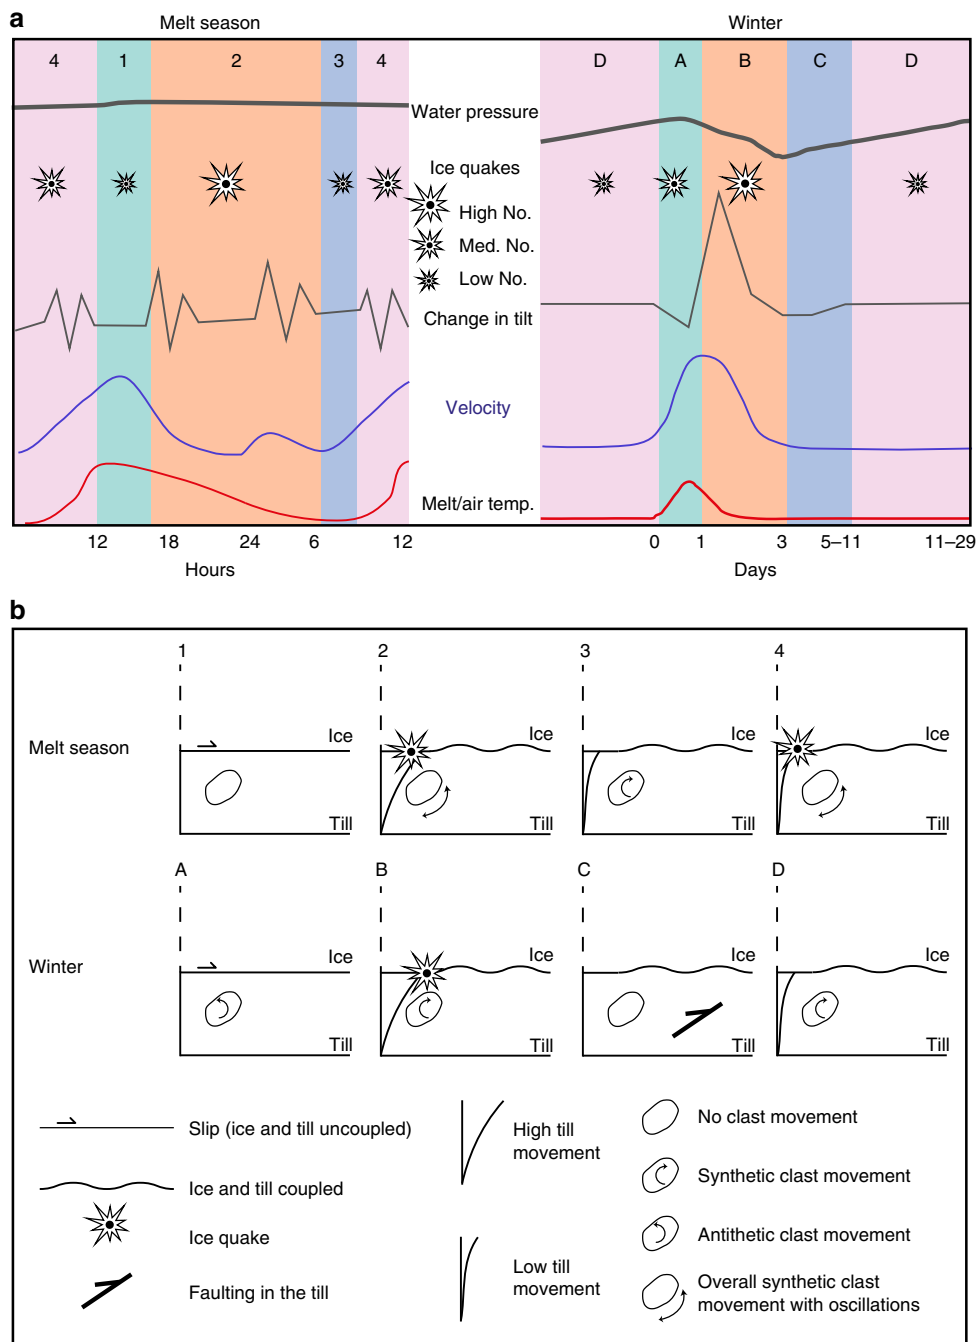 a
Melt season
Winter
4 1 2 3 4
D A B C D
Water pressure
Ice quakes
High No.
Med. No.
Low No.
Change in tilt
Velocity
Melt/air temp.
12 18 24 6 12
0 1 3 5–11 11–29
Hours
Days
b
1 2 3 4
Melt season
Ice Ice Ice Ice
Till Till Till Till
A B C D
Winter
Ice Ice Ice Ice
Till Till Till Till
Slip (ice and till uncoupled)
Ice and till coupled
Ice quake
Faulting in the till
High till
movement
Low till
movement
No clast movement
Synthetic clast movement
Antithetic clast movement
Overall synthetic clast
movement with oscillations